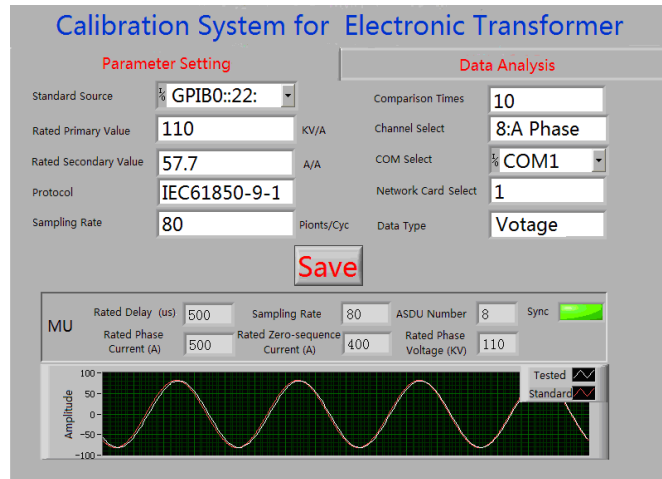 Calibration System for Electronic Transformer
Parameter Setting
Data Analysis
Standard Source GPIB0::22:
Comparison Times 10
Rated Primary Value 110 KV/A
Channel Select 8:A Phase
Rated Secondary Value 57.7 A/A
COM Select COM1
Protocol IEC61850-9-1
Network Card Select 1
Sampling Rate 80 Pionts/Cyc
Data Type Votage
Save
MU
Rated Delay (us) 500 Sampling Rate 80 ASDU Number 8 Sync
Rated Phase Current (A) 500 Rated Zero-sequence Current (A) 400 Rated Phase Voltage (KV) 110
Amplitude
100
50
0
-50
-100
Tested
Standard